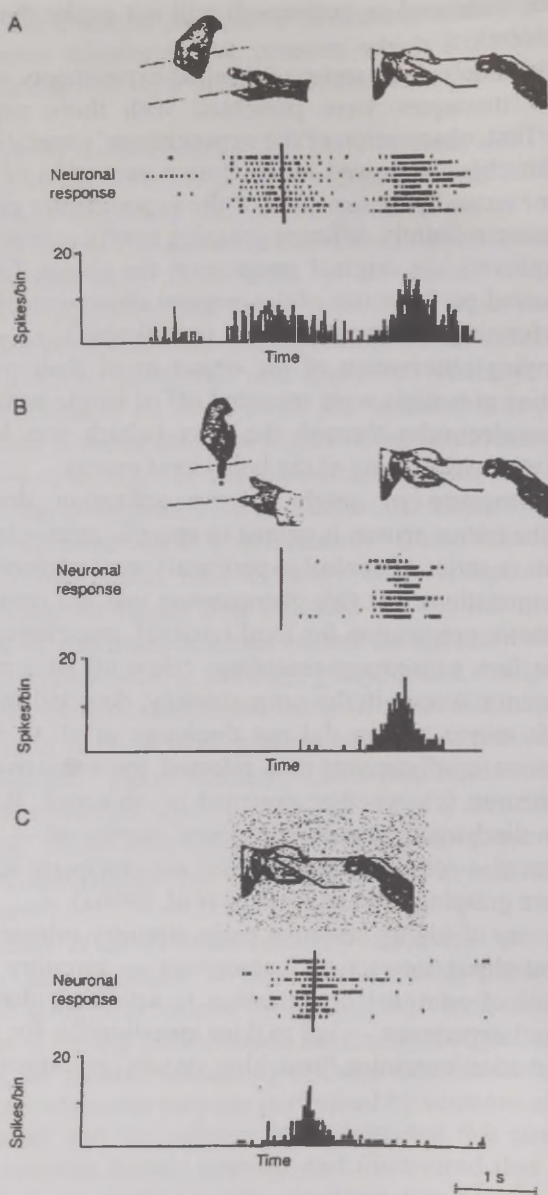 A
Neuronal
response
20
Spikes/bin
Time
B
Neuronal
response
20
Spikes/bin
Time
C
Neuronal
response
20
Spikes/bin
Time
1 s